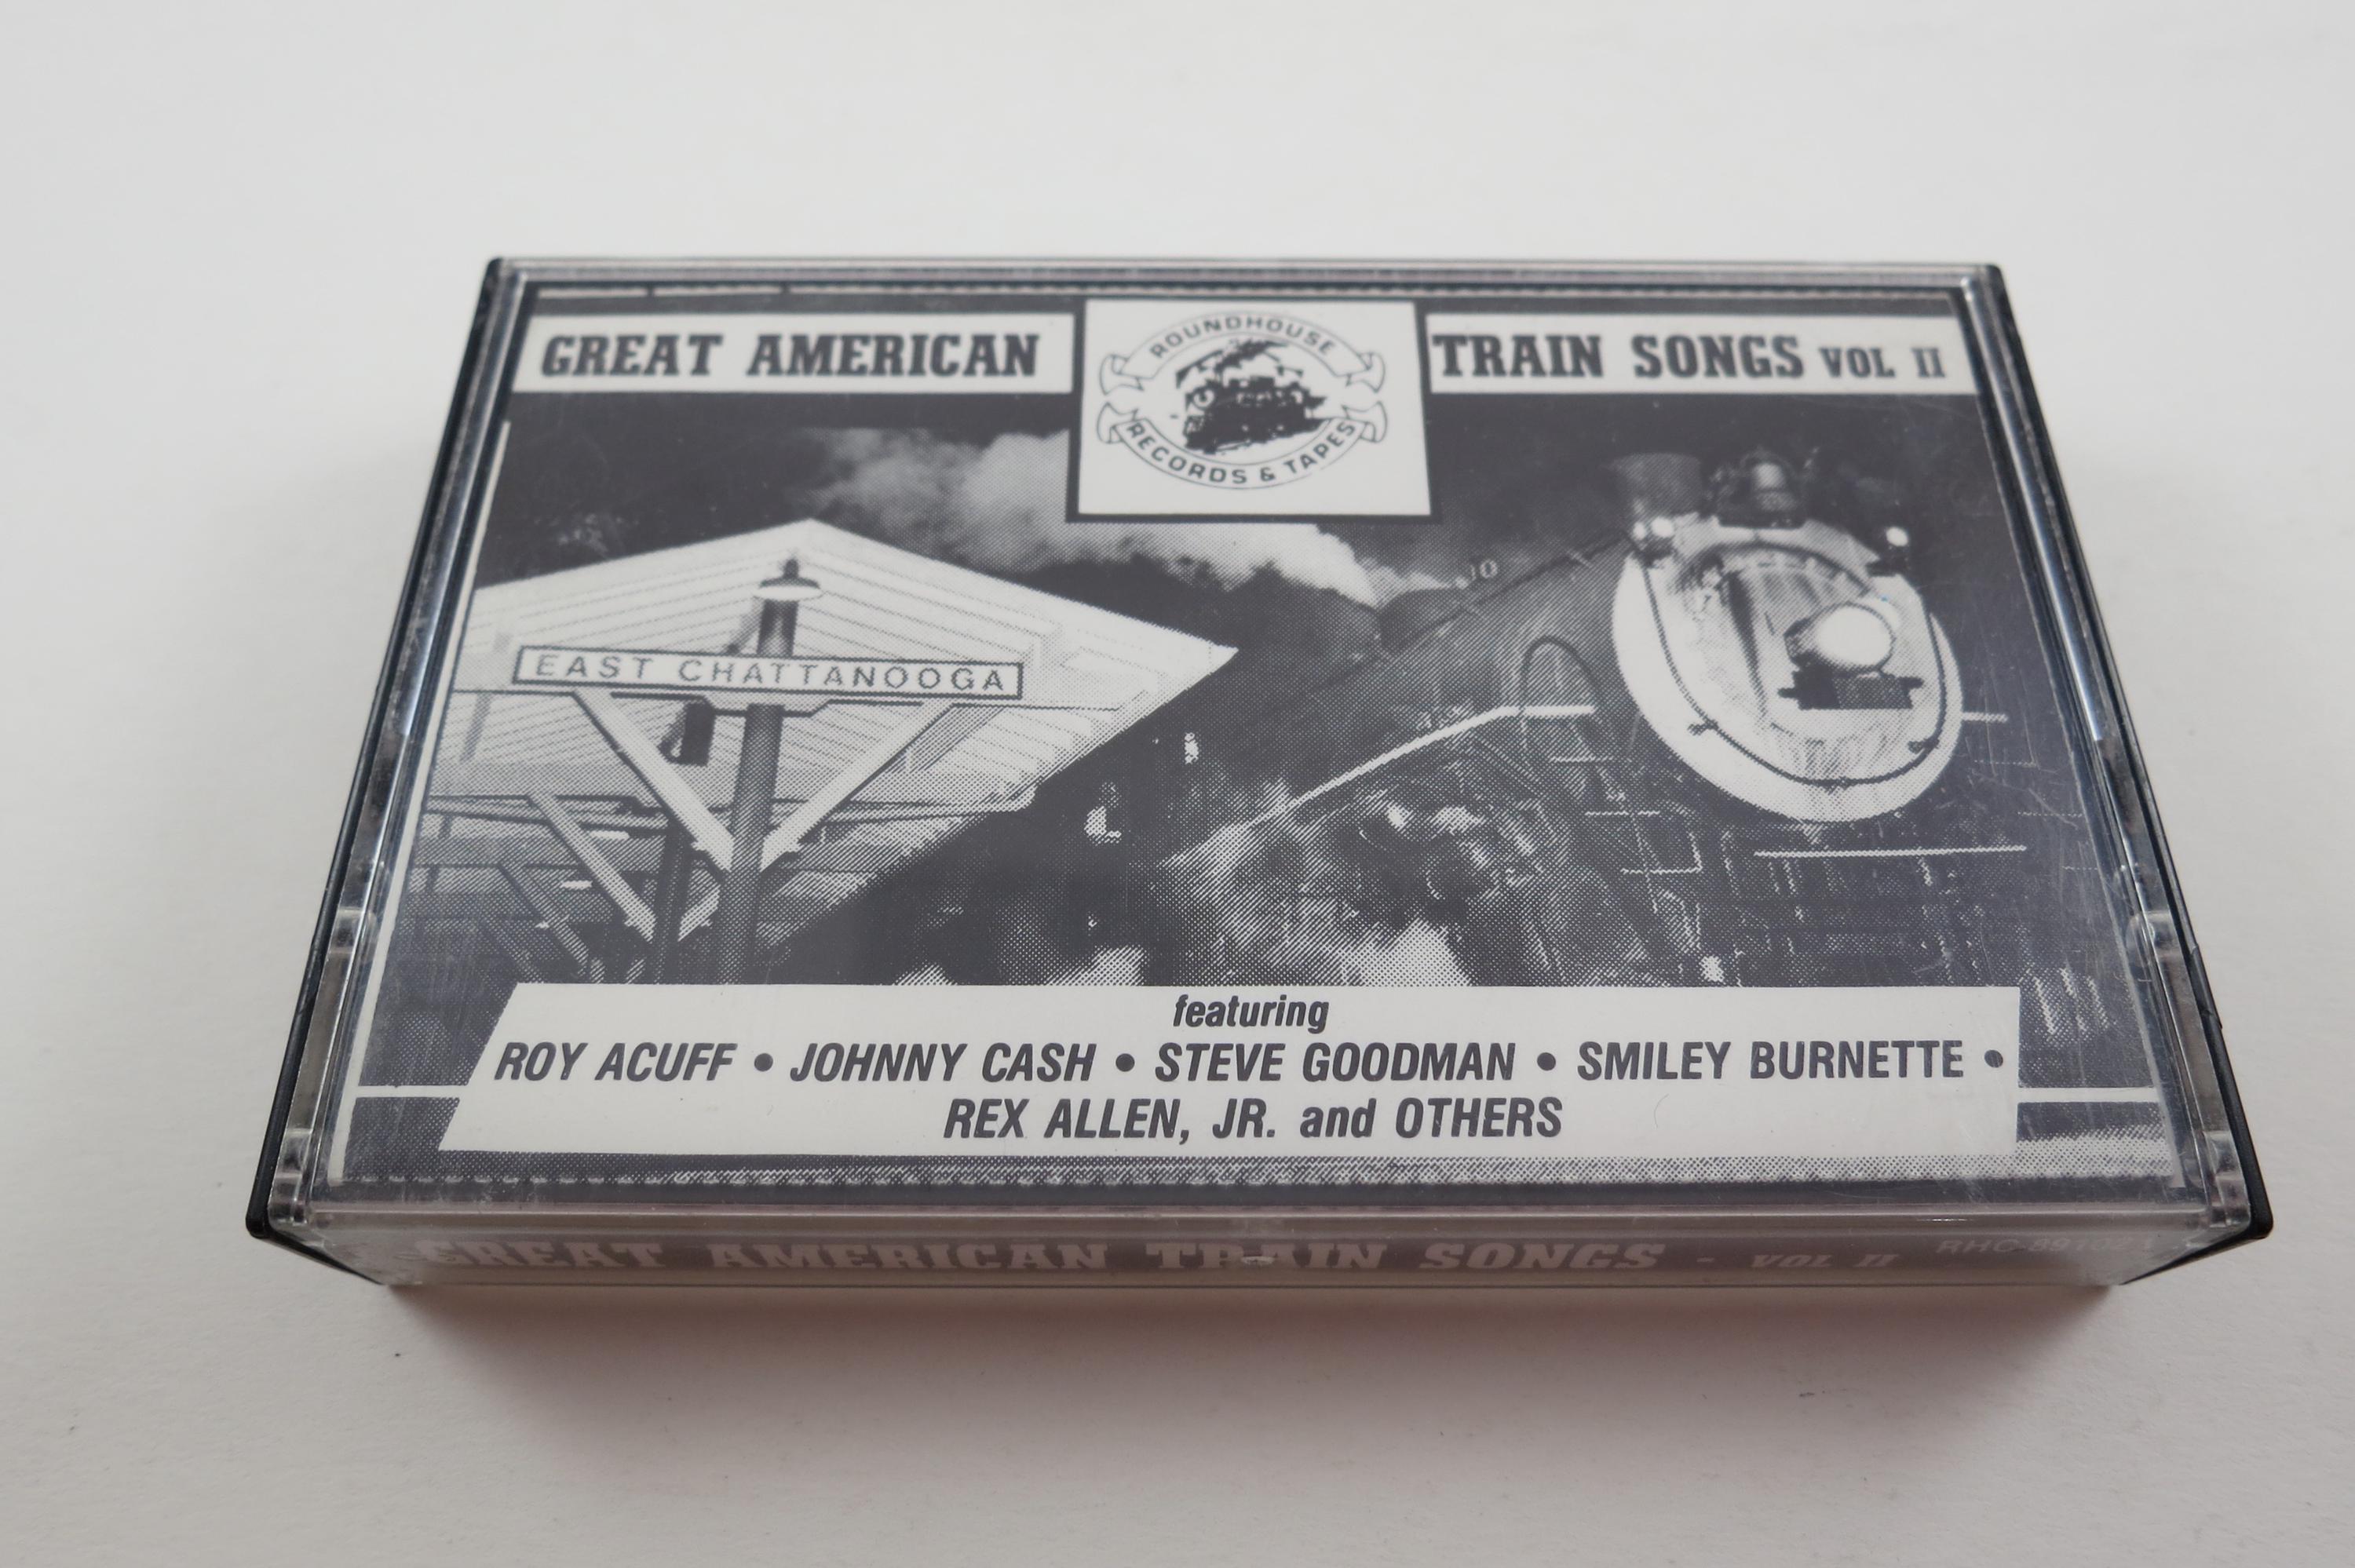 GREAT AMERICAN
ROUNDHOUSE
RECORDS & TAPES
TRAIN SONGS VOL II
EAST CHATTANOOGA
featuring
ROY ACUFF • JOHNNY CASH • STEVE GOODMAN • SMILEY BURNETTE •
REX ALLEN, JR. and OTHERS
GREAT AMERICAN TRAIN SONGS - VOL II